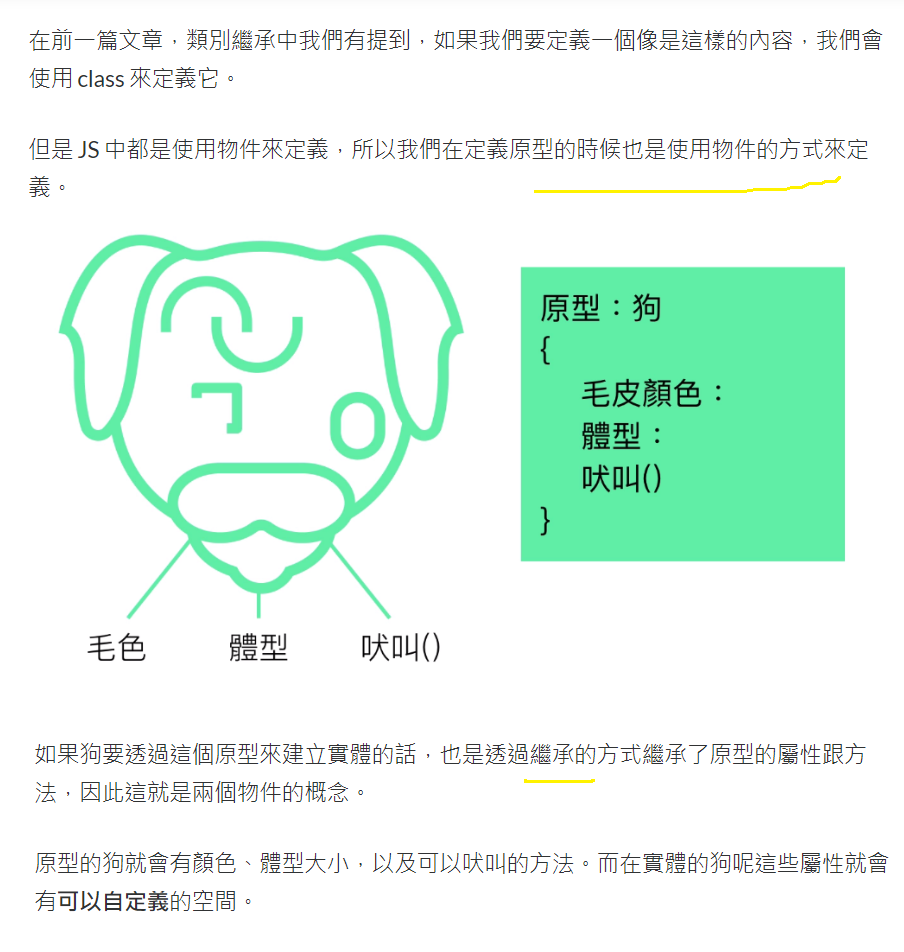 在前一篇文章，類別繼承中我們有提到，如果我們要定義一個像是這樣的內容，我們會
使用 class 來定義它。
但是 JS 中都是使用物件來定義，所以我們在定義原型的時候也是使用物件的方式來定
義。
原型：狗
{
毛皮顏色：
體型：
吠叫()
}
毛色 體型 吠叫()
如果狗要透過這個原型來建立實體的話，也是透過繼承的方式繼承了原型的屬性跟方
法，因此這就是兩個物件的概念。
原型的狗就會有顏色、體型大小，以及可以吠叫的方法。而在實體的狗呢這些屬性就會
有可以自定義的空間。